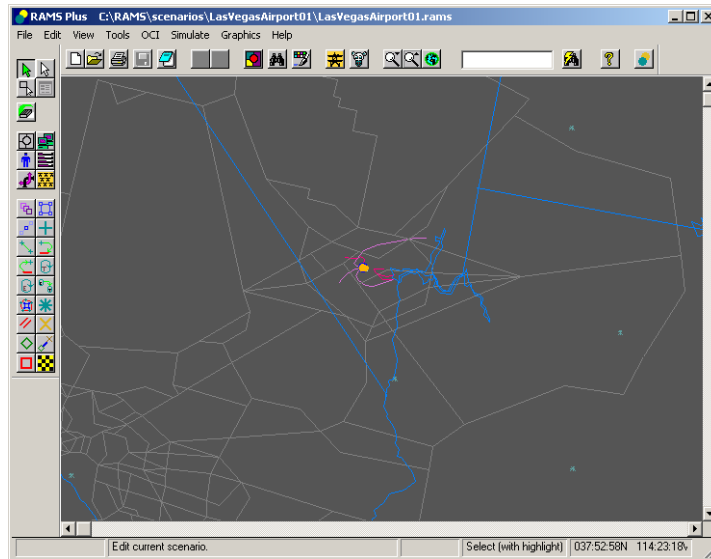 RAMS Plus C:\RAMS\scenarios\LasVegasAirport01\LasVegasAirport01.rams
File Edit View Tools OCI Simulate Graphics Help
Edit current scenario.
Select (with highlight)
037:52:58N 114:23:18W